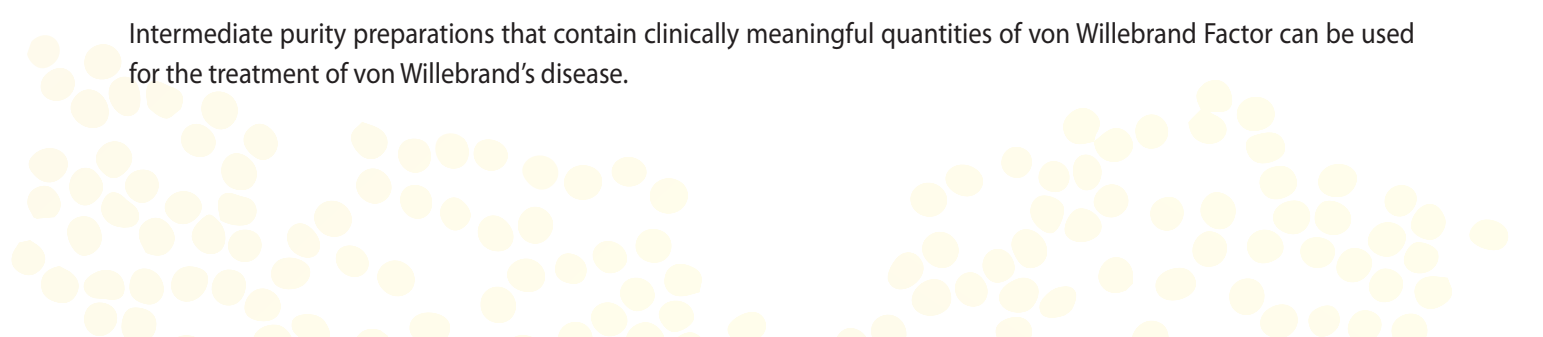 Intermediate purity preparations that contain clinically meaningful quantities of von Willebrand Factor can be used
for the treatment of von Willebrand’s disease.